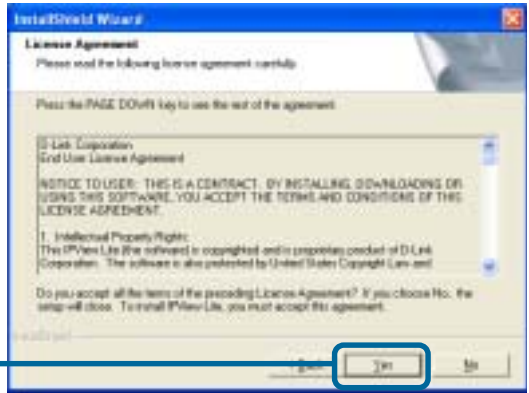 InstallShield Wizard
License Agreement
Please read the following license agreement carefully.
Press the PAGE DOWN key to see the rest of the agreement.
D-Link Corporation
End User License Agreement
NOTICE TO USER: THIS IS A CONTRACT. BY INSTALLING, DOWNLOADING OR
USING THIS SOFTWARE, YOU ACCEPT THE TERMS AND CONDITIONS OF THIS
LICENSE AGREEMENT.
1. Intellectual Property Rights:
This IPView Lite (the software) is copyrighted and is proprietary product of D-Link
Corporation. The software is also protected by United States Copyright Law and
Do you accept all the terms of the preceding License Agreement? If you choose No, the
setup will close. To install IPView Lite, you must accept this agreement.
InstallShield
< Back
Yes
No